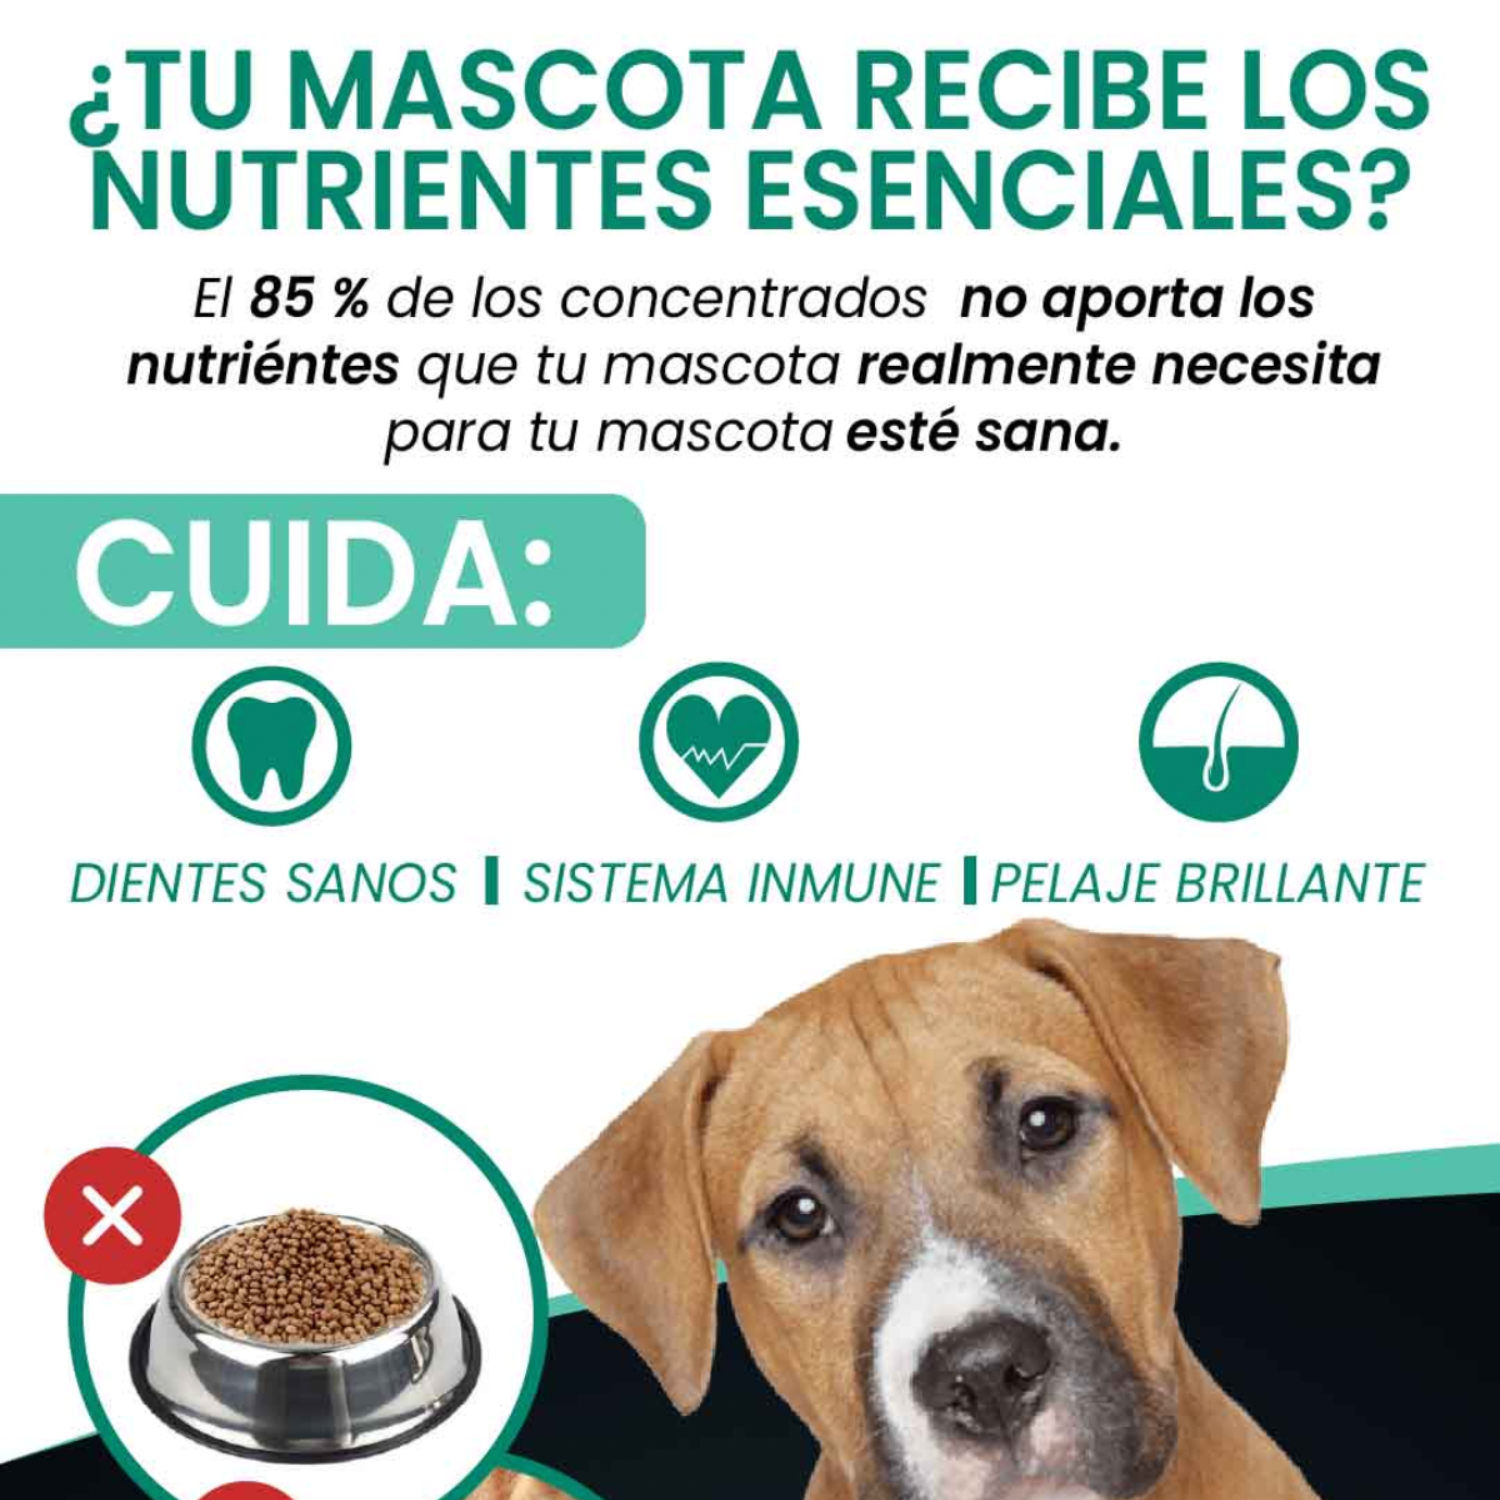 ¿TU MASCOTA RECIBE LOS
NUTRIENTES ESENCIALES?
El 85 % de los concentrados no aporta los
nutriéntes que tu mascota realmente necesita
para tu mascota esté sana.
CUIDA:
DIENTES SANOS | SISTEMA INMUNE | PELAJE BRILLANTE